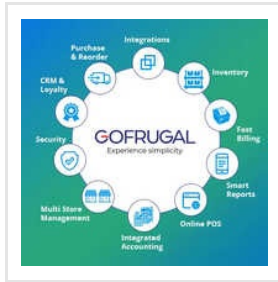 Integrations
Purchase
& Reorder
Inventory
CRM &
Loyalty
Fast
Billing
Security
GOFRUGAL
Experience simplicity
Smart
Reports
Multi Store
Management
Online POS
Integrated
Accounting